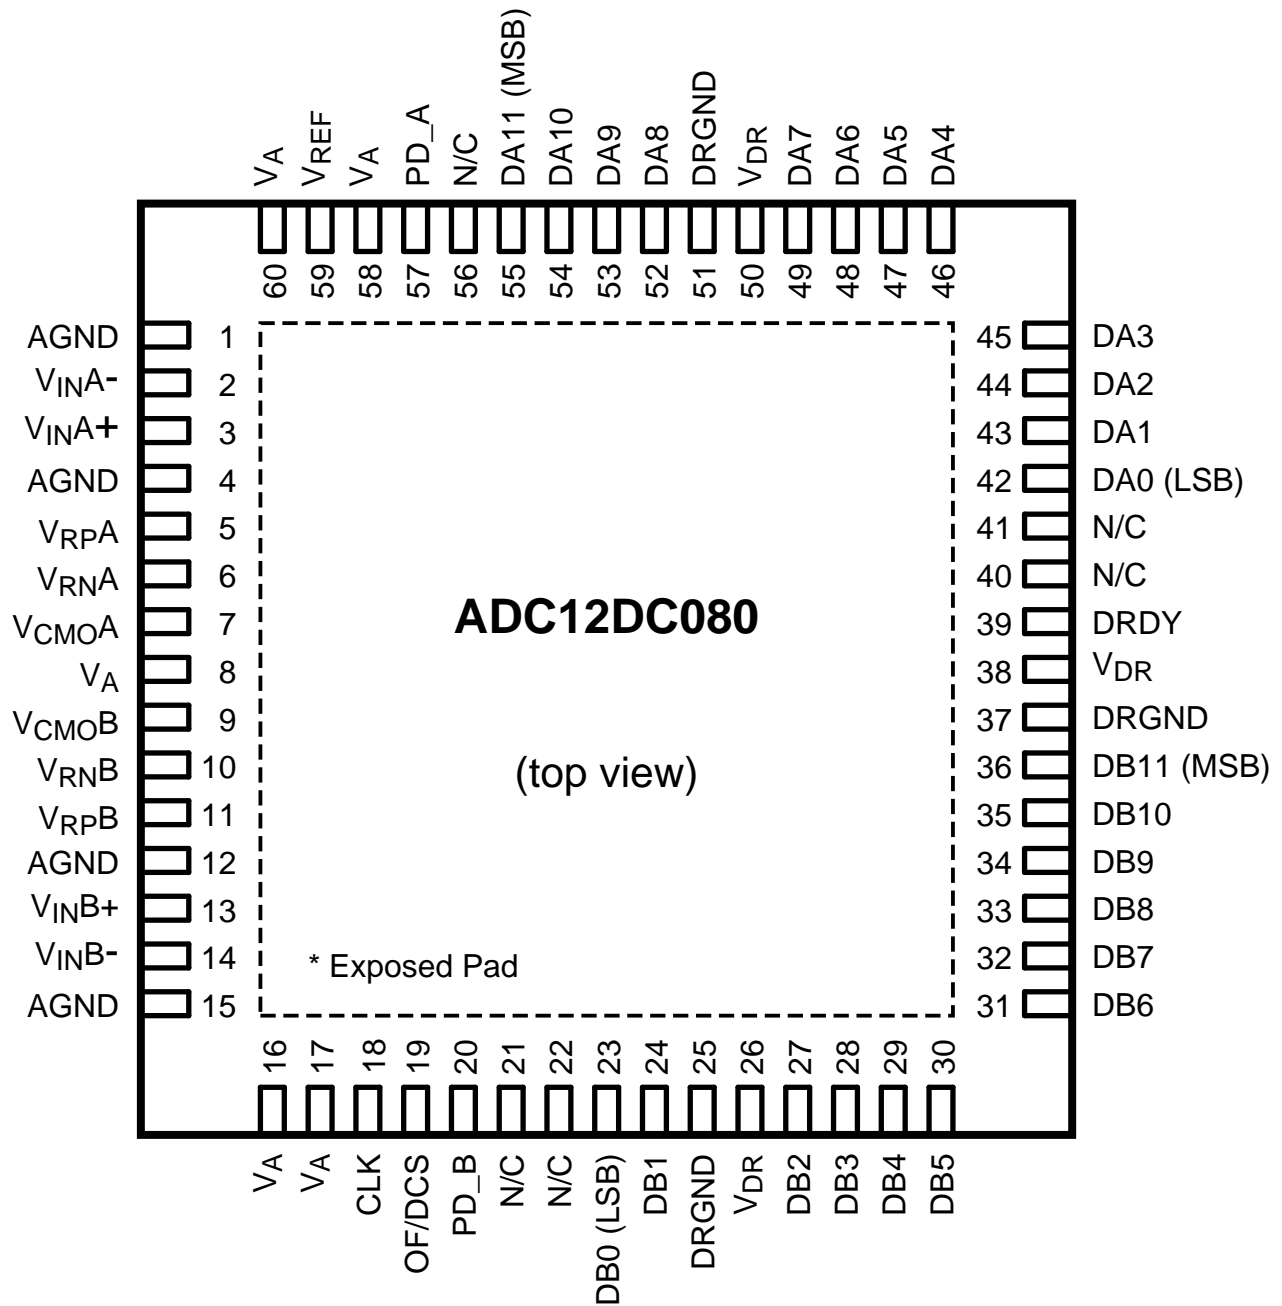 VA
VREF
VA
PD_A
N/C
DA11 (MSB)
DA10
DA9
DA8
DRGND
VDR
DA7
DA6
DA5
DA4
60
59
58
57
56
55
54
53
52
51
50
49
48
47
46
AGND 1
VINA- 2
VINA+ 3
AGND 4
VRPA 5
VRNA 6
VCMOA 7
VA 8
VCMOB 9
VRNB 10
VRPB 11
AGND 12
VINB+ 13
VINB- 14
AGND 15
ADC12DC080
(top view)
* Exposed Pad
45 DA3
44 DA2
43 DA1
42 DA0 (LSB)
41 N/C
40 N/C
39 DRDY
38 VDR
37 DRGND
36 DB11 (MSB)
35 DB10
34 DB9
33 DB8
32 DB7
31 DB6
16
17
18
19
20
21
22
23
24
25
26
27
28
29
30
VA
VA
CLK
OF/DCS
PD_B
N/C
N/C
DB0 (LSB)
DB1
DRGND
VDR
DB2
DB3
DB4
DB5